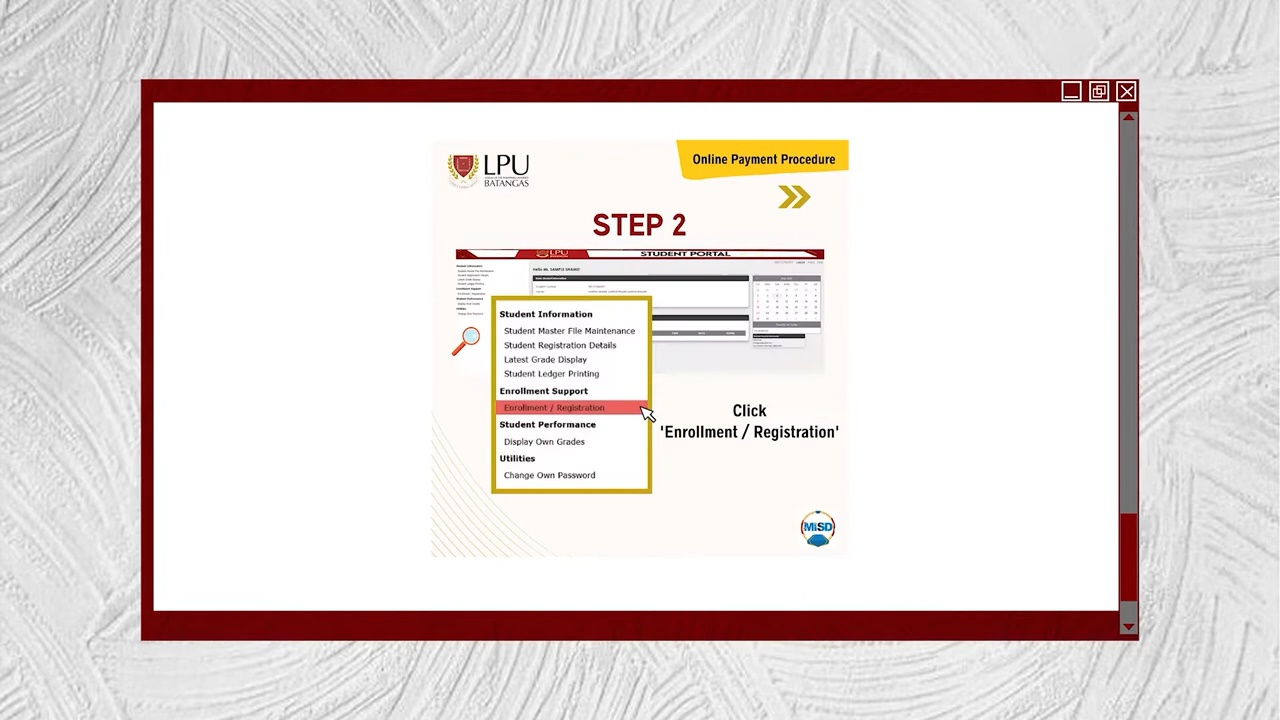 LPU
BATANGAS
Online Payment Procedure
STEP 2
LPU
STUDENT PORTAL
Student Information
Student Master File Maintenance
Student Registration Details
Latest Grade Display
Student Ledger Printing
Enrollment Support
Enrollment / Registration
Student Performance
Display Own Grades
Utilities
Change Own Password
Click
'Enrollment / Registration'
MISD